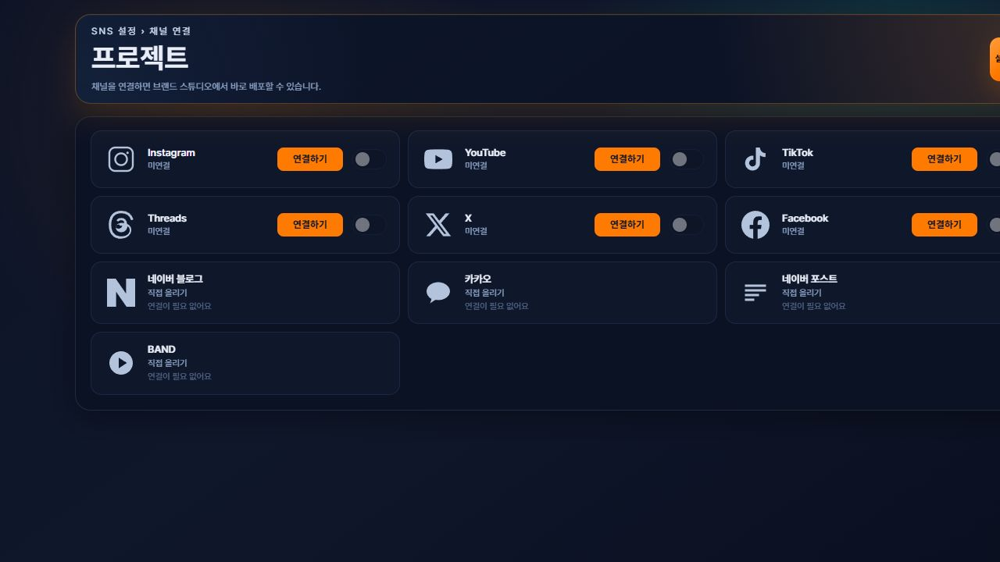 SNS 설정 › 채널 연결
프로젝트
채널을 연결하면 브랜드 스튜디오에서 바로 배포할 수 있습니다.
Instagram
미연결
연결하기
YouTube
미연결
연결하기
TikTok
미연결
연결하기
Threads
미연결
연결하기
X
미연결
연결하기
Facebook
미연결
연결하기
네이버 블로그
직접 올리기
연결이 필요 없어요
카카오
직접 올리기
연결이 필요 없어요
네이버 포스트
직접 올리기
연결이 필요 없어요
BAND
직접 올리기
연결이 필요 없어요